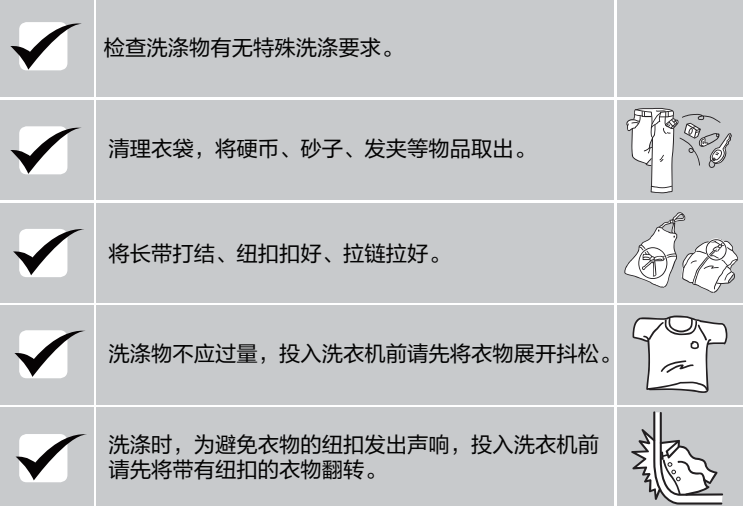 检查洗涤物有无特殊洗涤要求。
清理衣袋，将硬币、砂子、发夹等物品取出。
将长带打结、纽扣扣好、拉链拉好。
洗涤物不应过量，投入洗衣机前请先将衣物展开抖松。
洗涤时，为避免衣物的纽扣发出声响，投入洗衣机前
请先将带有纽扣的衣物翻转。